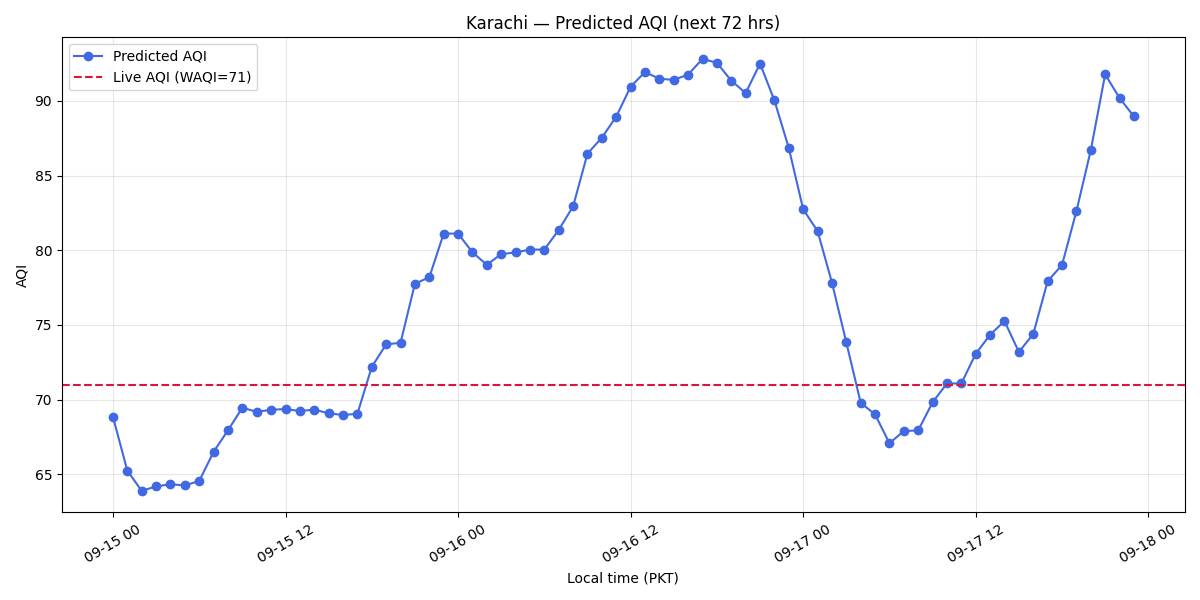 Karachi — Predicted AQI (next 72 hrs)
Predicted AQI
Live AQI (WAQI=71)
AQI
90
85
80
75
70
65
09-15 00
09-15 12
09-16 00
09-16 12
09-17 00
09-17 12
09-18 00
Local time (PKT)